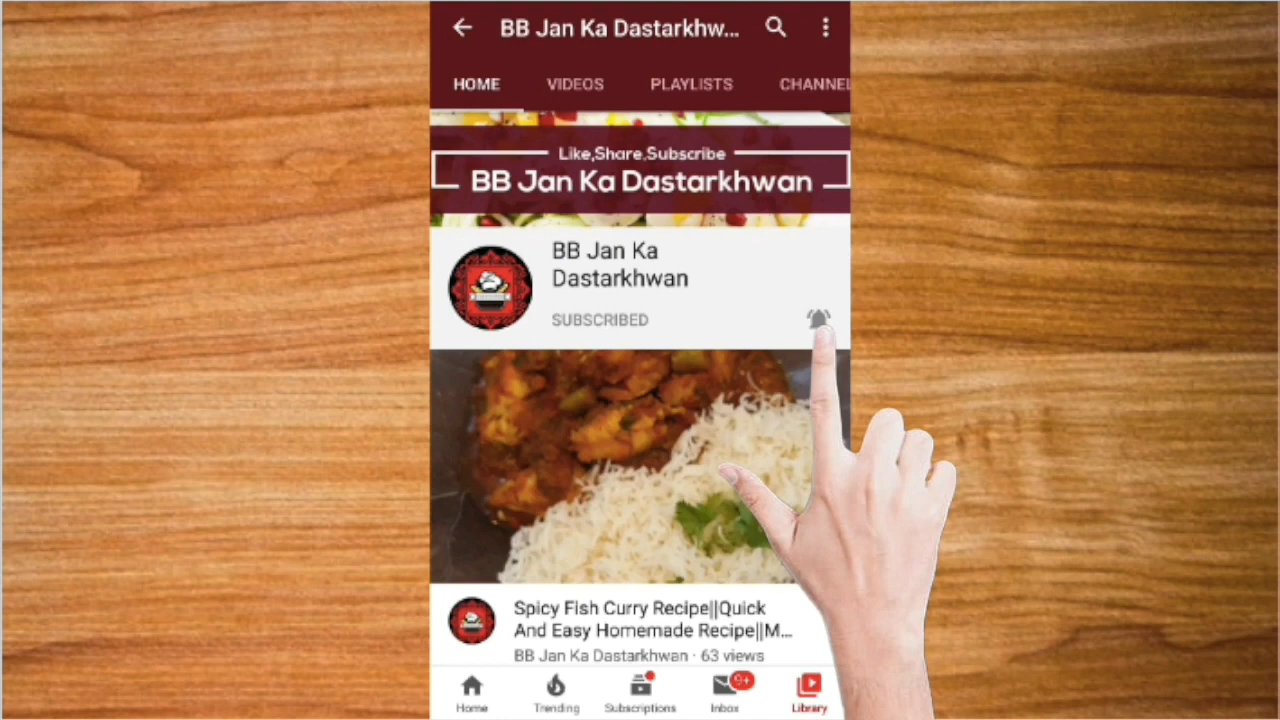 BB Jan Ka Dastarkhw...
HOME VIDEOS PLAYLISTS CHANNEL
Like,Share,Subscribe
BB Jan Ka Dastarkhwan
BB Jan Ka
Dastarkhwan
SUBSCRIBED
Spicy Fish Curry Recipe||Quick
And Easy Homemade Recipe||M...
BB Jan Ka Dastarkhwan · 63 views
9+
Home Trending Subscriptions Inbox Library